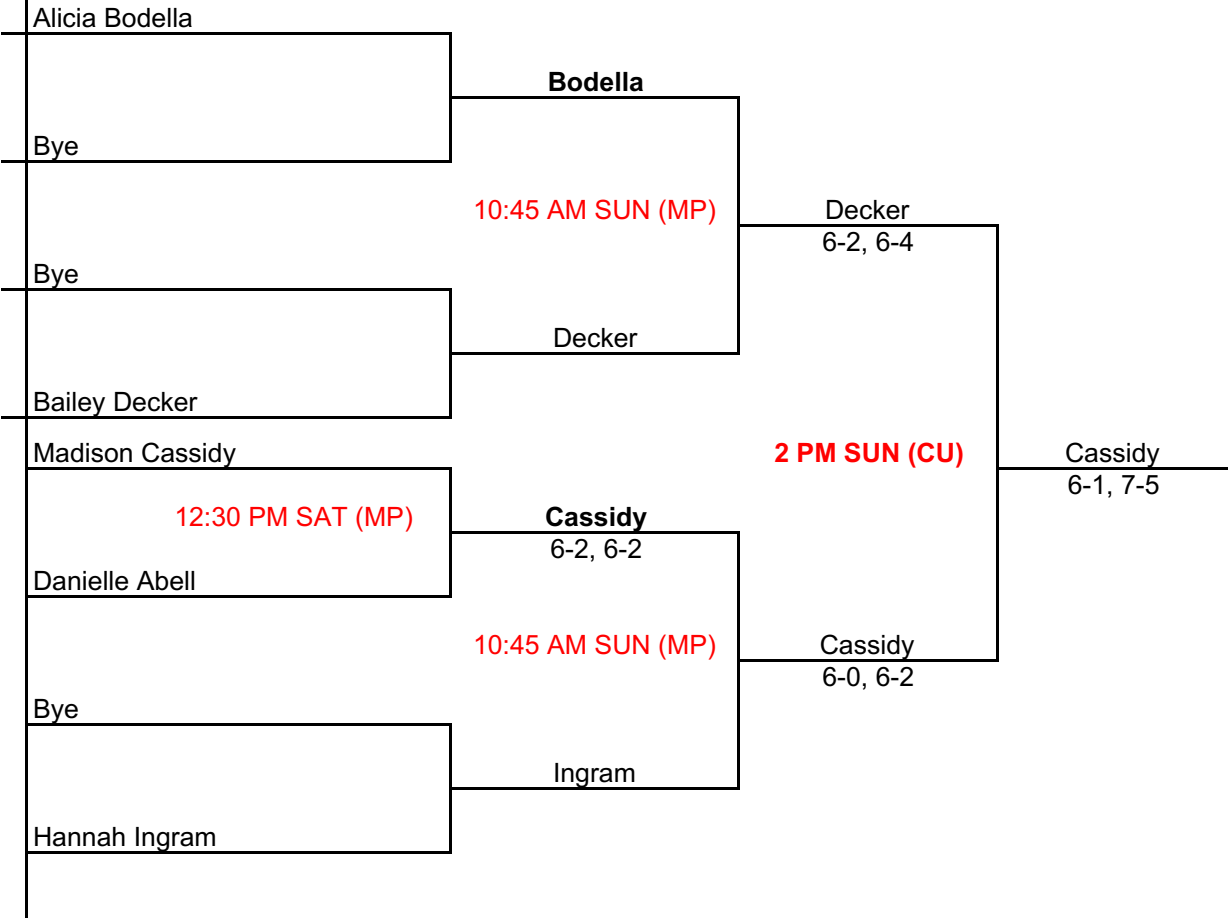 Alicia Bodella
Bodella
Bye
10:45 AM SUN (MP)
Decker
6-2, 6-4
Bye
Decker
Bailey Decker
Madison Cassidy
2 PM SUN (CU)
Cassidy
6-1, 7-5
12:30 PM SAT (MP)
Cassidy
6-2, 6-2
Danielle Abell
10:45 AM SUN (MP)
Cassidy
6-0, 6-2
Bye
Ingram
Hannah Ingram